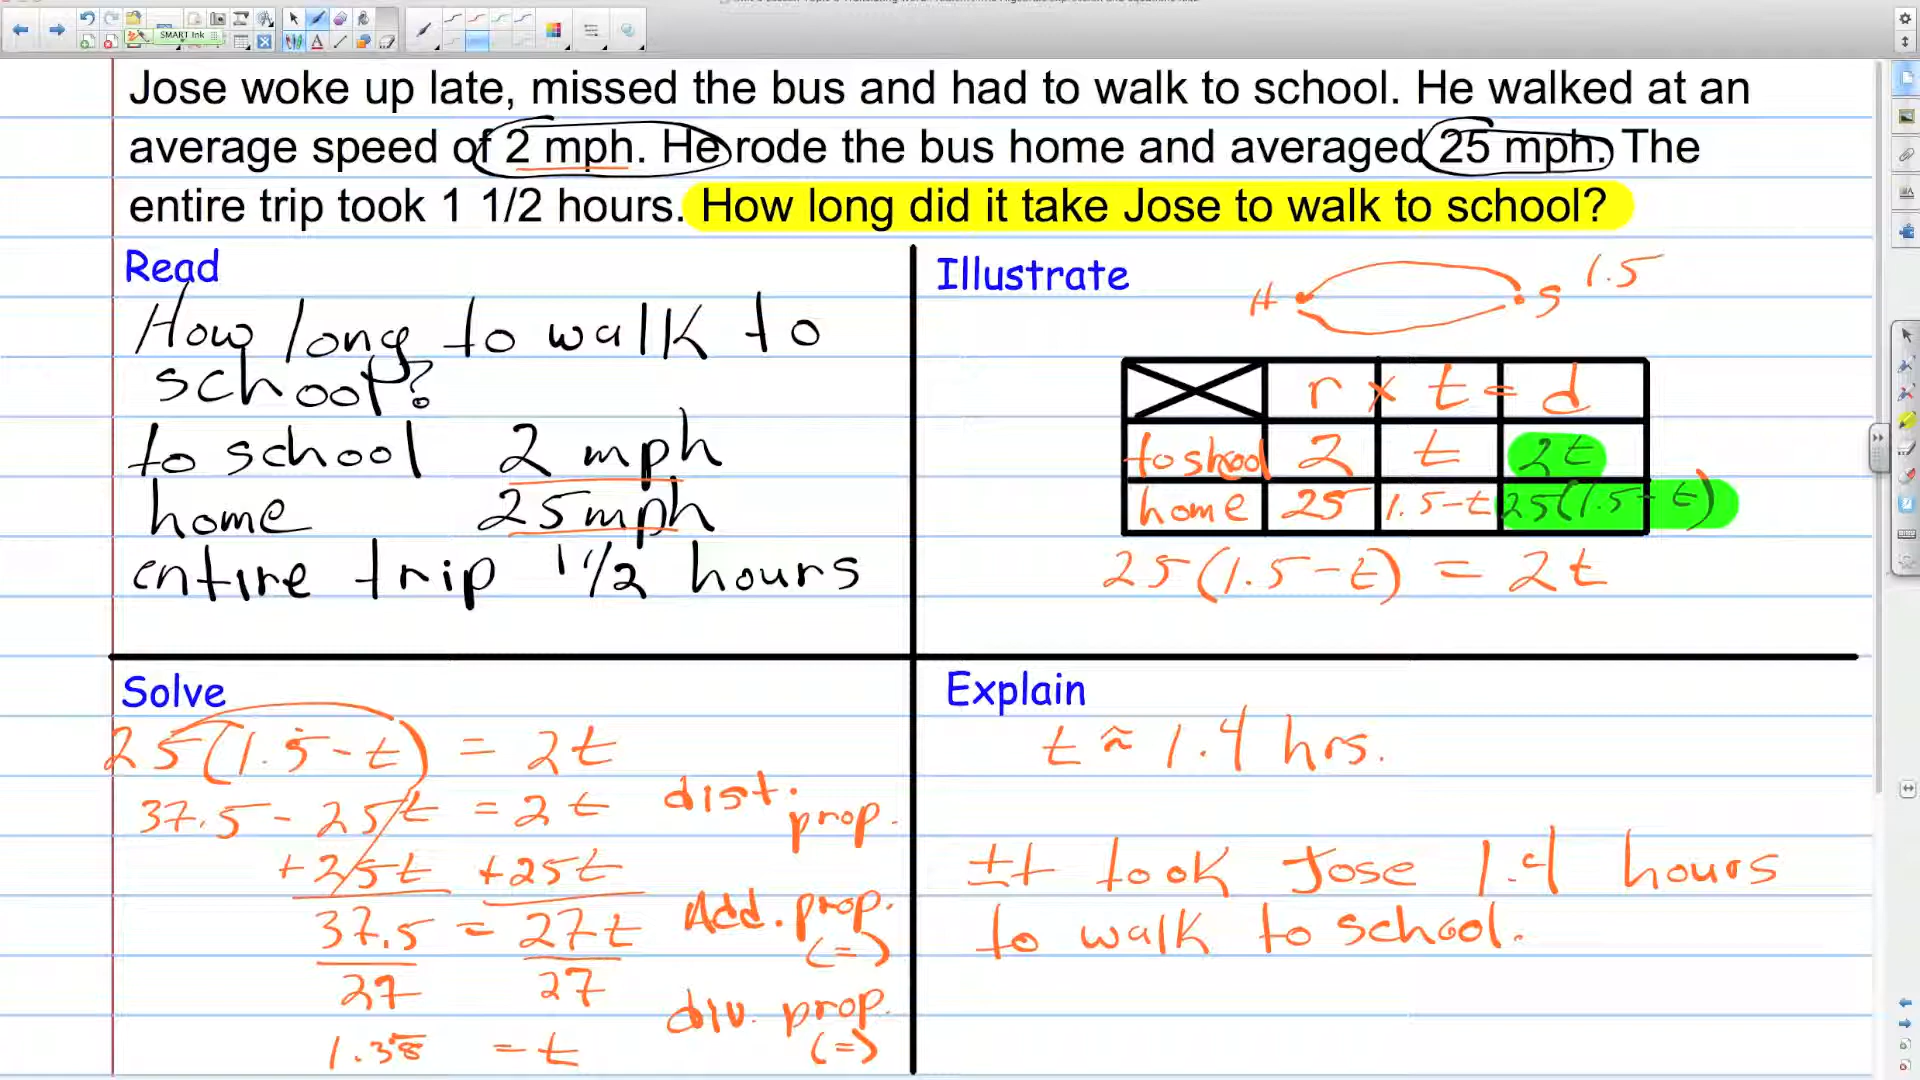 SMART Ink
Jose woke up late, missed the bus and had to walk to school. He walked at an
average speed of 2 mph. He rode the bus home and averaged 25 mph. The
entire trip took 1 1/2 hours. How long did it take Jose to walk to school?
Read
How long to walk to
school?
to school 2 mph
home 25 mph
entire trip 1 1/2 hours
Illustrate
H S 1.5
r x t = d
to school 2 t 2t
home 25 1.5-t 25(1.5-t)
25(1.5-t) = 2t
Solve
25(1.5-t) = 2t
37.5 - 25t = 2t dist. prop.
+25t +25t
37.5 = 27t Add. prop. (=)
27 27
1.38 = t div. prop. (=)
Explain
t ≈ 1.4 hrs.
It took Jose 1.4 hours
to walk to school.